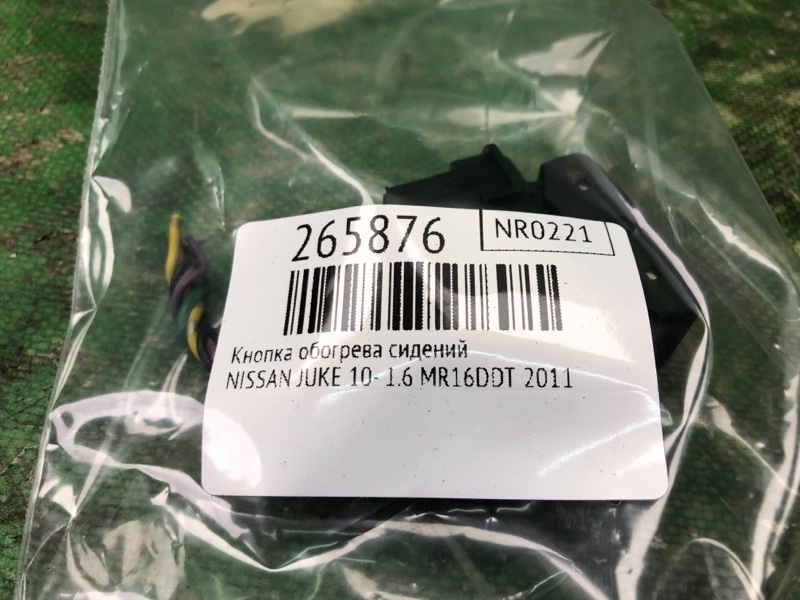 265876
NR0221
Кнопка обогрева сидений
NISSAN JUKE 10- 1.6 MR16DDT 2011